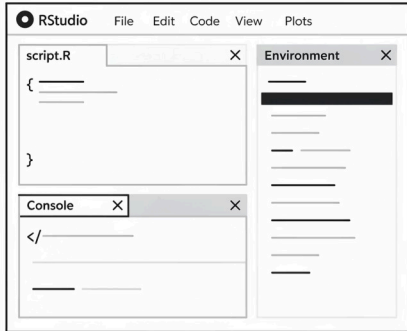 RStudio File Edit Code View Plots
script.R X
{
}
Console X X
</
Environment X